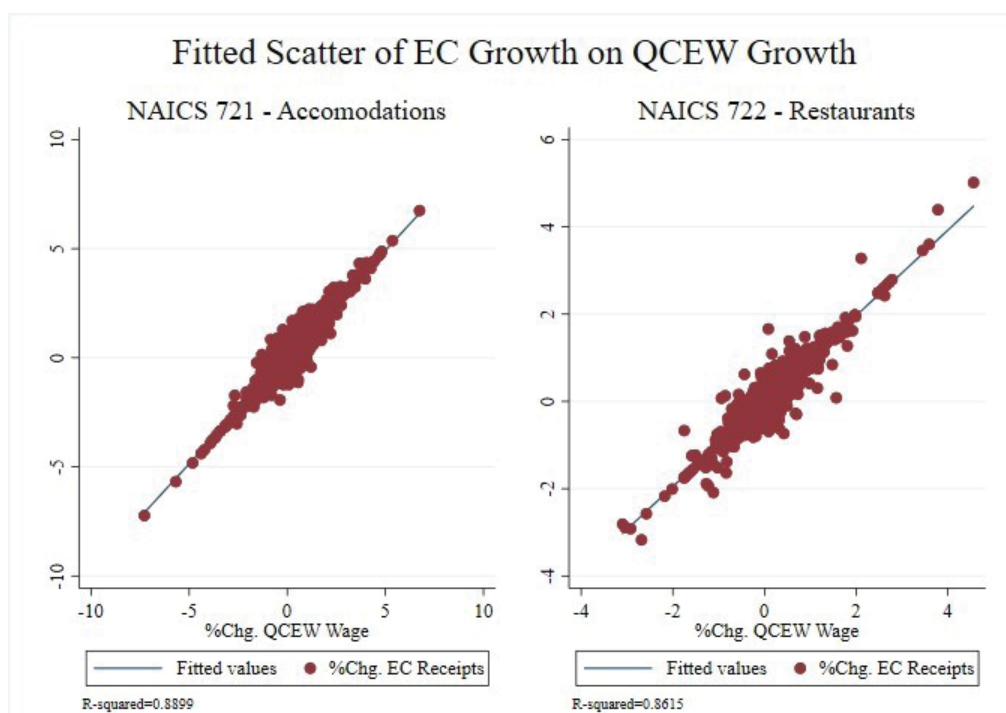 Fitted Scatter of EC Growth on QCEW Growth
NAICS 721 - Accomodations
10
5
0
-5
-10
-10 -5 0 5 10
%Chg. QCEW Wage
Fitted values %Chg. EC Receipts
R-squared=0.8899
NAICS 722 - Restaurants
6
4
2
0
-2
-4
-4 -2 0 2 4
%Chg. QCEW Wage
Fitted values %Chg. EC Receipts
R-squared=0.8615